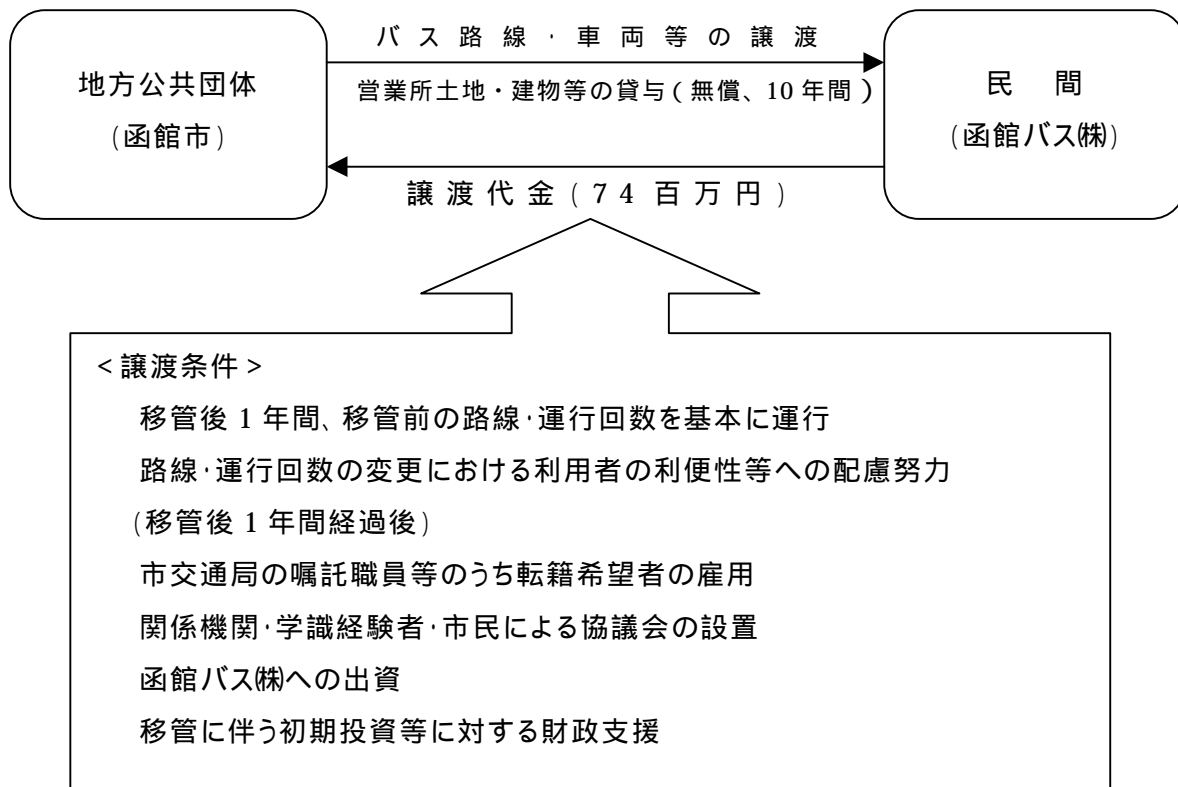 バス路線・車両等の譲渡
地方公共団体
(函館市)
営業所土地・建物等の貸与(無償、10年間)
民間
(函館バス㈱)
譲渡代金(74百万円)
<譲渡条件>
移管後1年間、移管前の路線・運行回数を基本に運行
路線・運行回数の変更における利用者の利便性等への配慮努力
(移管後1年間経過後)
市交通局の嘱託職員等のうち転籍希望者の雇用
関係機関・学識経験者・市民による協議会の設置
函館バス㈱への出資
移管に伴う初期投資等に対する財政支援